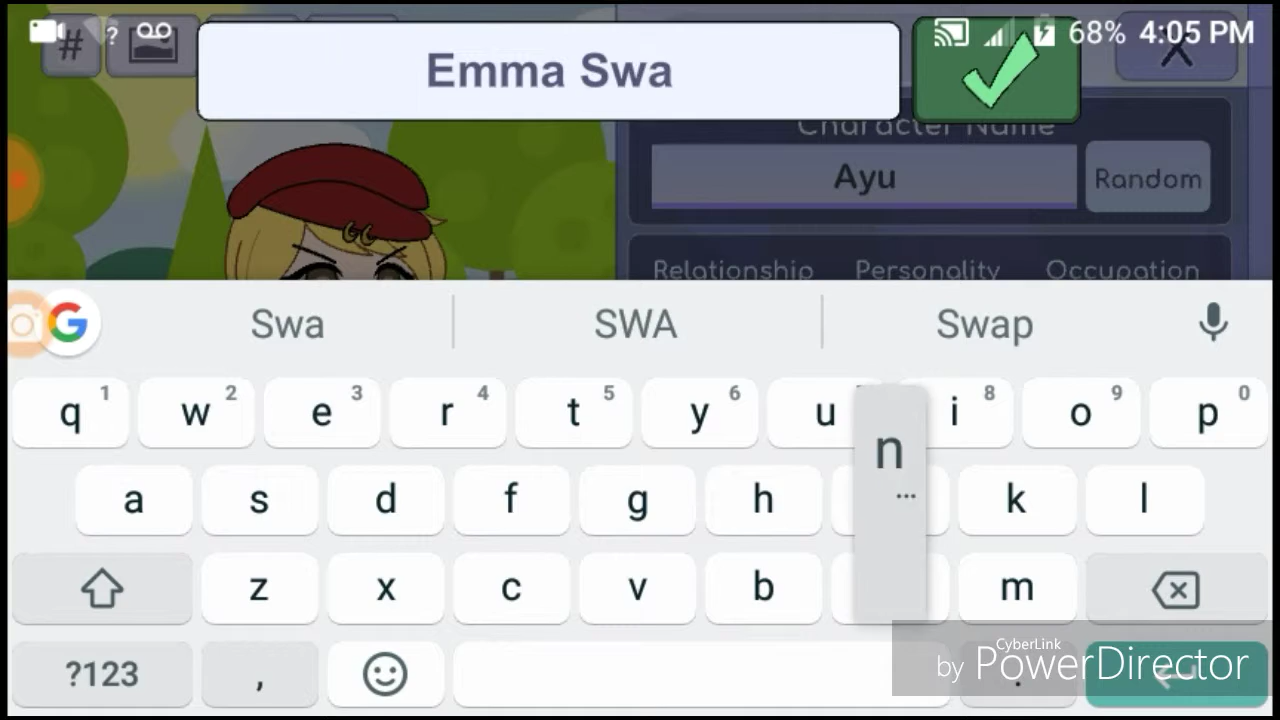 # ? 68% 4:05 PM
Emma Swa
X
Character Name
Ayu Random
Relationship Personality Occupation
G Swa SWA Swap
q 1 w 2 e 3 r 4 t 5 y 6 u i 8 o 9 p 0
n ...
a s d f g h k l
z x c v b m
CyberLink
?123 , . by PowerDirector